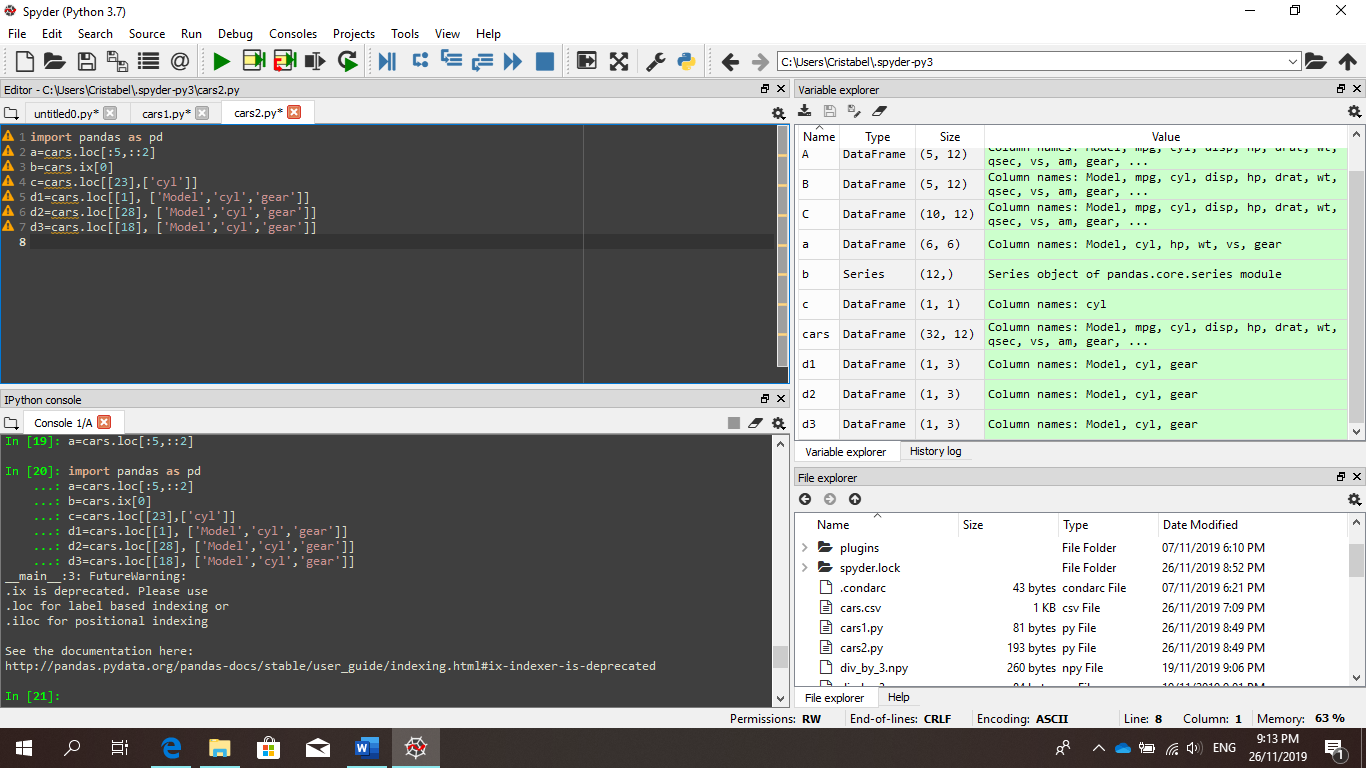 Spyder (Python 3.7)
File Edit Search Source Run Debug Consoles Projects Tools View Help
C:\Users\Cristabel\.spyder-py3
Editor - C:\Users\Cristabel\.spyder-py3\cars2.py
untitled0.py* cars1.py* cars2.py*
1 import pandas as pd
2 a=cars.loc[:5,::2]
3 b=cars.ix[0]
4 c=cars.loc[[23],['cyl']]
5 d1=cars.loc[[1], ['Model','cyl','gear']]
6 d2=cars.loc[[28], ['Model','cyl','gear']]
7 d3=cars.loc[[18], ['Model','cyl','gear']]
8
IPython console
Console 1/A
In [19]: a=cars.loc[:5,::2]
In [20]: import pandas as pd
...: a=cars.loc[:5,::2]
...: b=cars.ix[0]
...: c=cars.loc[[23],['cyl']]
...: d1=cars.loc[[1], ['Model','cyl','gear']]
...: d2=cars.loc[[28], ['Model','cyl','gear']]
...: d3=cars.loc[[18], ['Model','cyl','gear']]
__main__:3: FutureWarning:
.ix is deprecated. Please use
.loc for label based indexing or
.iloc for positional indexing
See the documentation here:
http://pandas.pydata.org/pandas-docs/stable/user_guide/indexing.html#ix-indexer-is-deprecated
In [21]:
Variable explorer
Name Type Size Value
A DataFrame (5, 12) Column names: Model, mpg, cyl, disp, hp, drat, wt,
qsec, vs, am, gear, ...
B DataFrame (5, 12) Column names: Model, mpg, cyl, disp, hp, drat, wt,
qsec, vs, am, gear, ...
C DataFrame (10, 12) Column names: Model, mpg, cyl, disp, hp, drat, wt,
qsec, vs, am, gear, ...
a DataFrame (6, 6) Column names: Model, cyl, hp, wt, vs, gear
b Series (12,) Series object of pandas.core.series module
c DataFrame (1, 1) Column names: cyl
cars DataFrame (32, 12) Column names: Model, mpg, cyl, disp, hp, drat, wt,
qsec, vs, am, gear, ...
d1 DataFrame (1, 3) Column names: Model, cyl, gear
d2 DataFrame (1, 3) Column names: Model, cyl, gear
d3 DataFrame (1, 3) Column names: Model, cyl, gear
Variable explorer History log
File explorer
Name Size Type Date Modified
plugins File Folder 07/11/2019 6:10 PM
spyder.lock File Folder 26/11/2019 8:52 PM
.condarc 43 bytes condarc File 07/11/2019 6:21 PM
cars.csv 1 KB csv File 26/11/2019 7:09 PM
cars1.py 81 bytes py File 26/11/2019 8:49 PM
cars2.py 193 bytes py File 26/11/2019 8:49 PM
div_by_3.npy 260 bytes npy File 19/11/2019 9:06 PM
File explorer Help
Permissions: RW End-of-lines: CRLF Encoding: ASCII Line: 8 Column: 1 Memory: 63 %
ENG
9:13 PM
26/11/2019
1